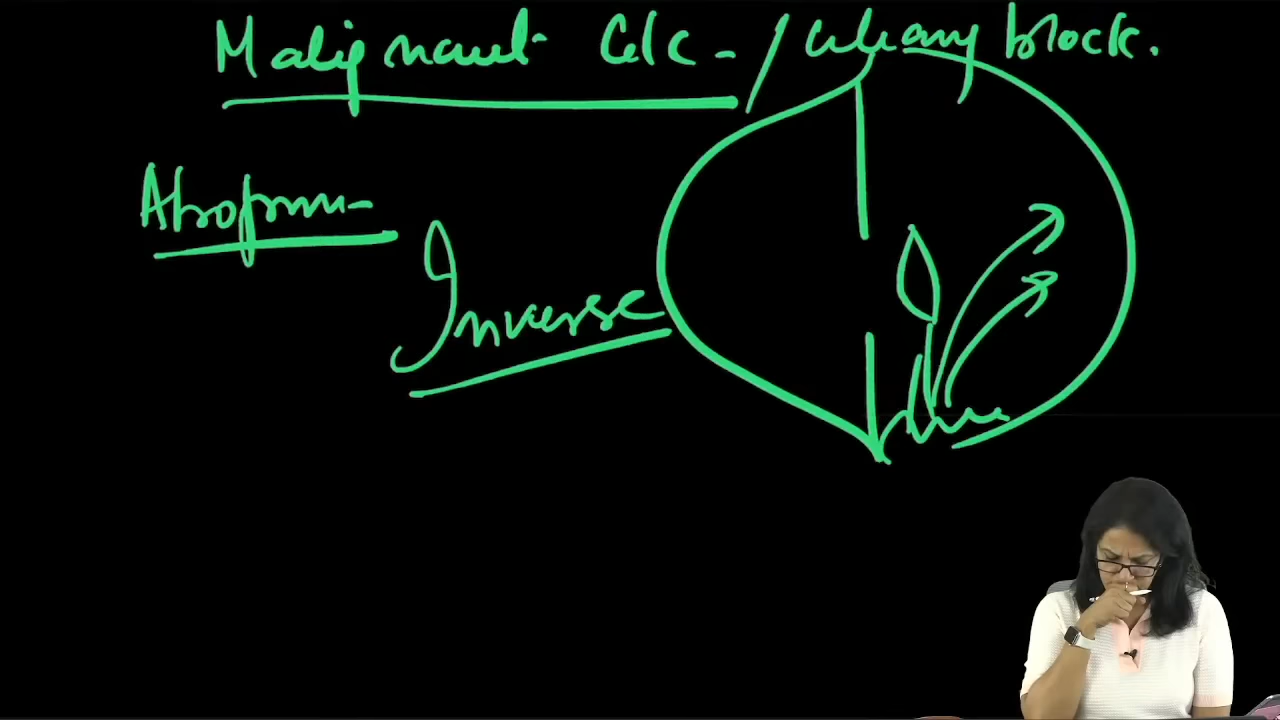 Malignant Glc - / Ciliary block.
Atropine -
Inverse